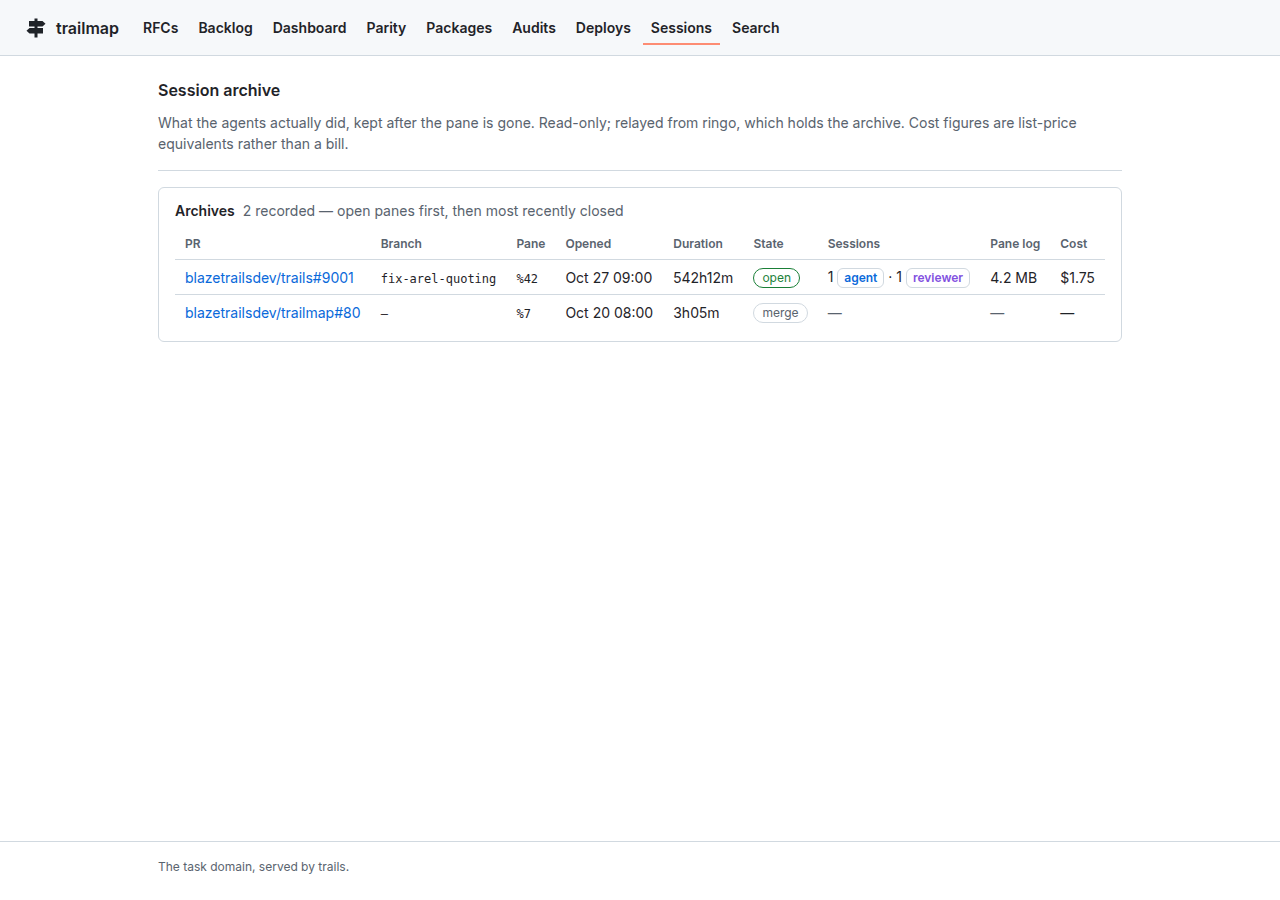 trailmap RFCs Backlog Dashboard Parity Packages Audits Deploys Sessions Search
Session archive
What the agents actually did, kept after the pane is gone. Read-only; relayed from ringo, which holds the archive. Cost figures are list-price
equivalents rather than a bill.
Archives 2 recorded — open panes first, then most recently closed
PR Branch Pane Opened Duration State Sessions Pane log Cost
blazetrailsdev/trails#9001 fix-arel-quoting %42 Oct 27 09:00 542h12m open 1 agent · 1 reviewer 4.2 MB $1.75
blazetrailsdev/trailmap#80 — %7 Oct 20 08:00 3h05m merge — — —
The task domain, served by trails.